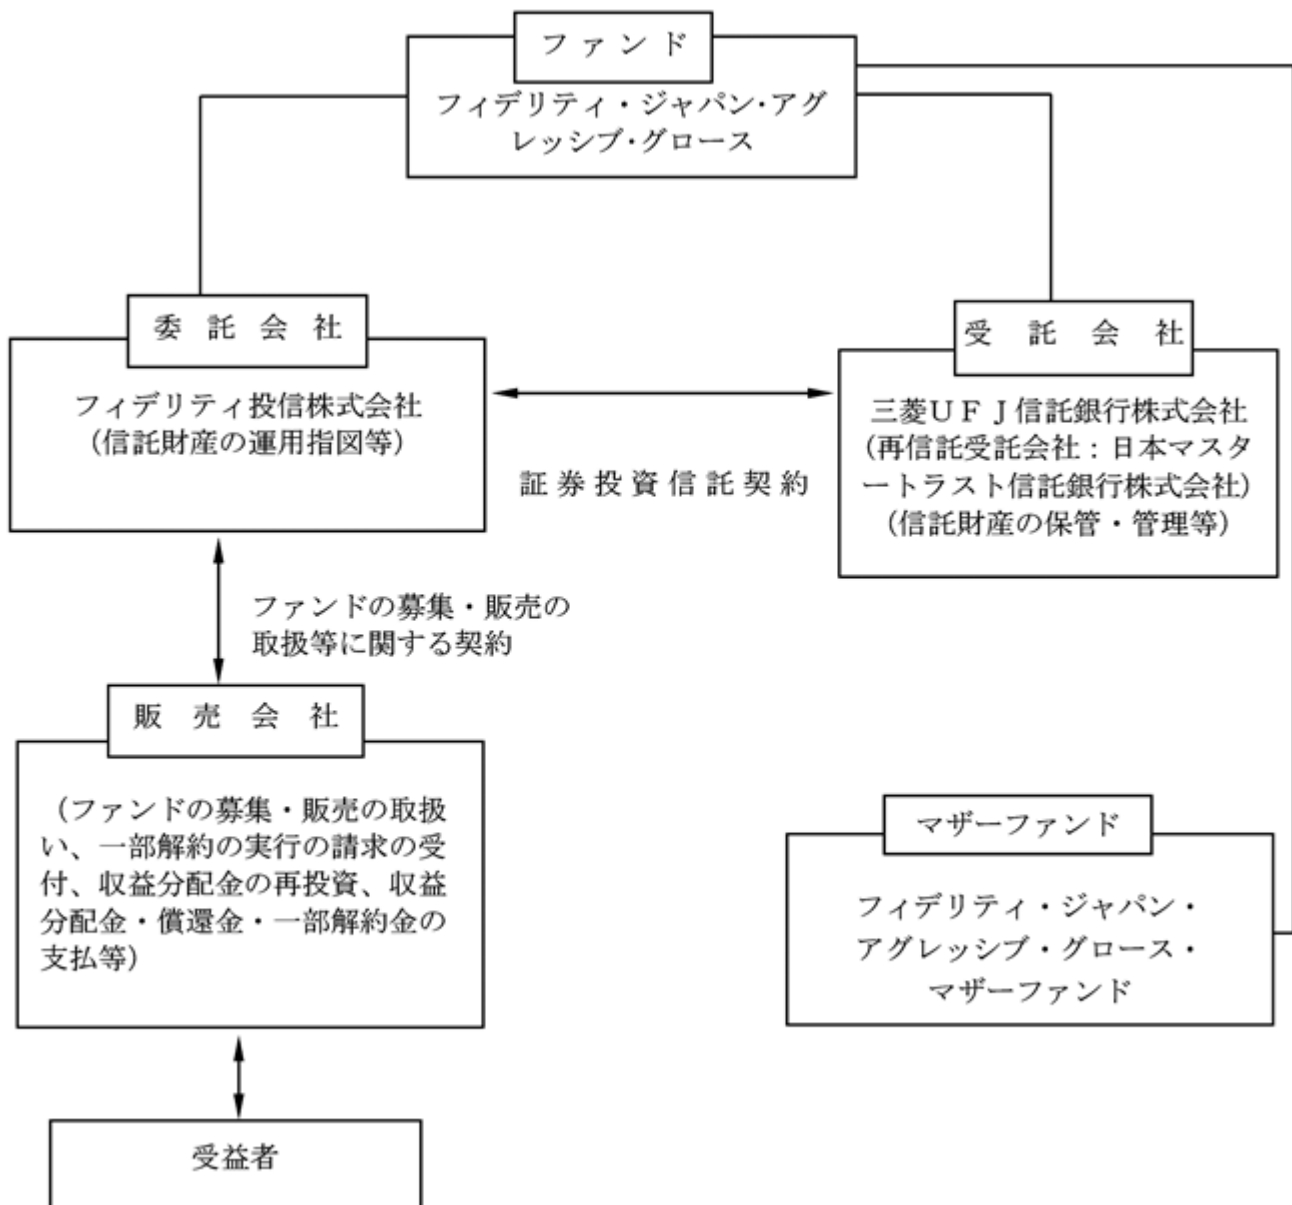 ファンド
フィデリティ・ジャパン・アグ
レッシブ・グロース
委託会社
フィデリティ投信株式会社
(信託財産の運用指図等)
証券投資信託契約
受託会社
三菱ＵＦＪ信託銀行株式会社
(再信託受託会社：日本マスタ
ートラスト信託銀行株式会社)
(信託財産の保管・管理等)
ファンドの募集・販売の
取扱等に関する契約
販売会社
(ファンドの募集・販売の取扱
い、一部解約の実行の請求の受
付、収益分配金の再投資、収益
分配金・償還金・一部解約金の
支払等)
マザーファンド
フィデリティ・ジャパン・
アグレッシブ・グロース・
マザーファンド
受益者